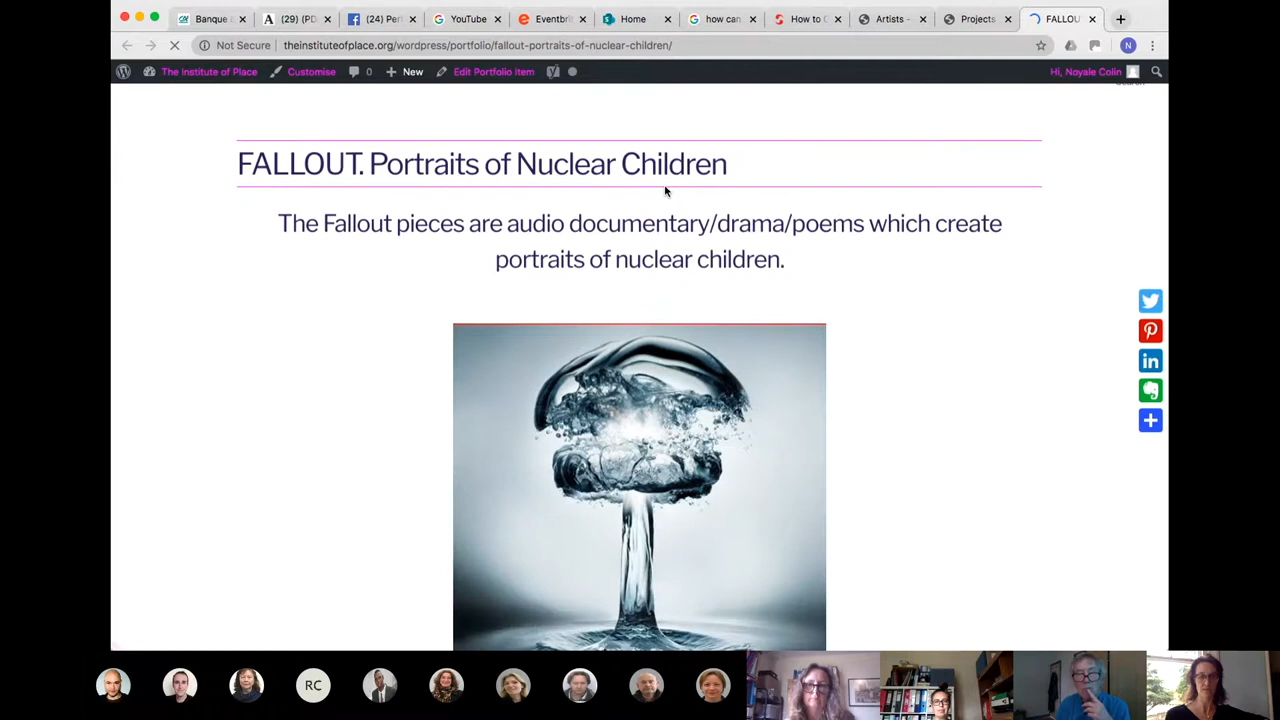 Banque
(29) (PD
(24) Peri
YouTube
Eventbri
Home
how can
How to C
Artists -
Projects
FALLOU
Not Secure
theinstituteofplace.org/wordpress/portfolio/fallout-portraits-of-nuclear-children/
N
The Institute of Place
Customise
0
New
Edit Portfolio Item
Hi, Noyale Colin
FALLOUT. Portraits of Nuclear Children
The Fallout pieces are audio documentary/drama/poems which create
portraits of nuclear children.
RC